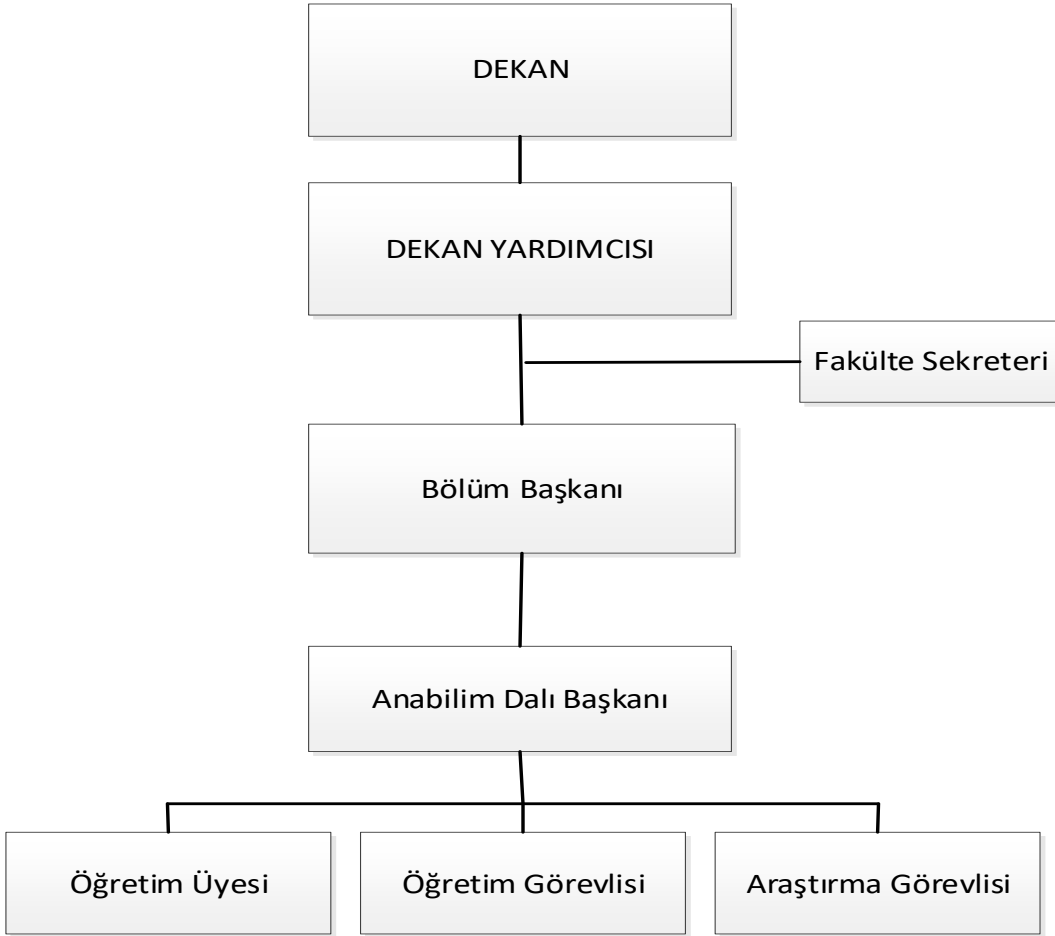 DEKAN
DEKAN YARDIMCISI
Fakülte Sekreteri
Bölüm Başkanı
Anabilim Dalı Başkanı
Öğretim Üyesi
Öğretim Görevlisi
Araştırma Görevlisi